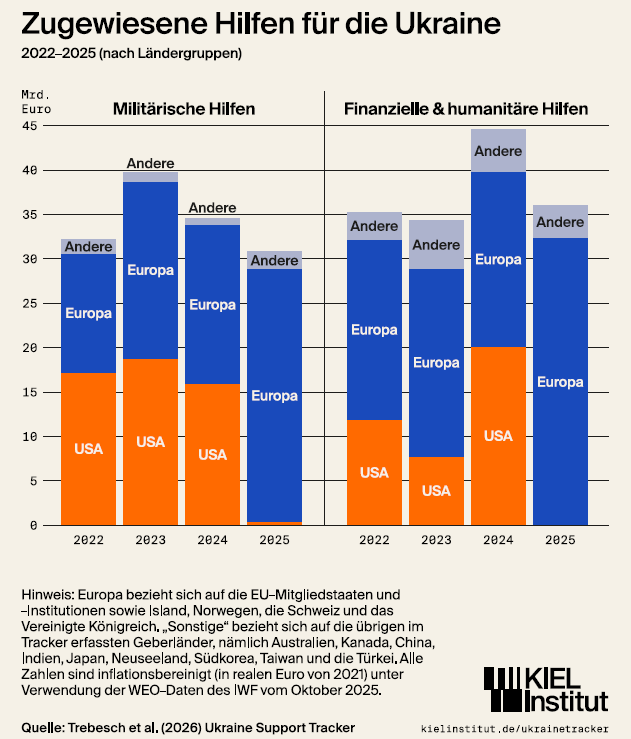 Zugewiesene Hilfen für die Ukraine
2022–2025 (nach Ländergruppen)
Mrd.
Euro
Militärische Hilfen
Finanzielle & humanitäre Hilfen
45
40
35
30
25
20
15
10
5
0
Andere
Europa
USA
2022
Andere
Europa
USA
2023
Andere
Europa
USA
2024
Andere
Europa
2025
Andere
Europa
USA
2022
Andere
Europa
USA
2023
Andere
Europa
USA
2024
Andere
Europa
2025
Hinweis: Europa bezieht sich auf die EU-Mitgliedstaaten und
-Institutionen sowie Island, Norwegen, die Schweiz und das
Vereinigte Königreich. „Sonstige“ bezieht sich auf die übrigen im
Tracker erfassten Geberländer, nämlich Australien, Kanada, China,
Indien, Japan, Neuseeland, Südkorea, Taiwan und die Türkei. Alle
Zahlen sind inflationsbereinigt (in realen Euro von 2021) unter
Verwendung der WEO-Daten des IWF vom Oktober 2025.
Quelle: Trebesch et al. (2026) Ukraine Support Tracker
KIEL
Institut
kielinstitut.de/ukrainetracker